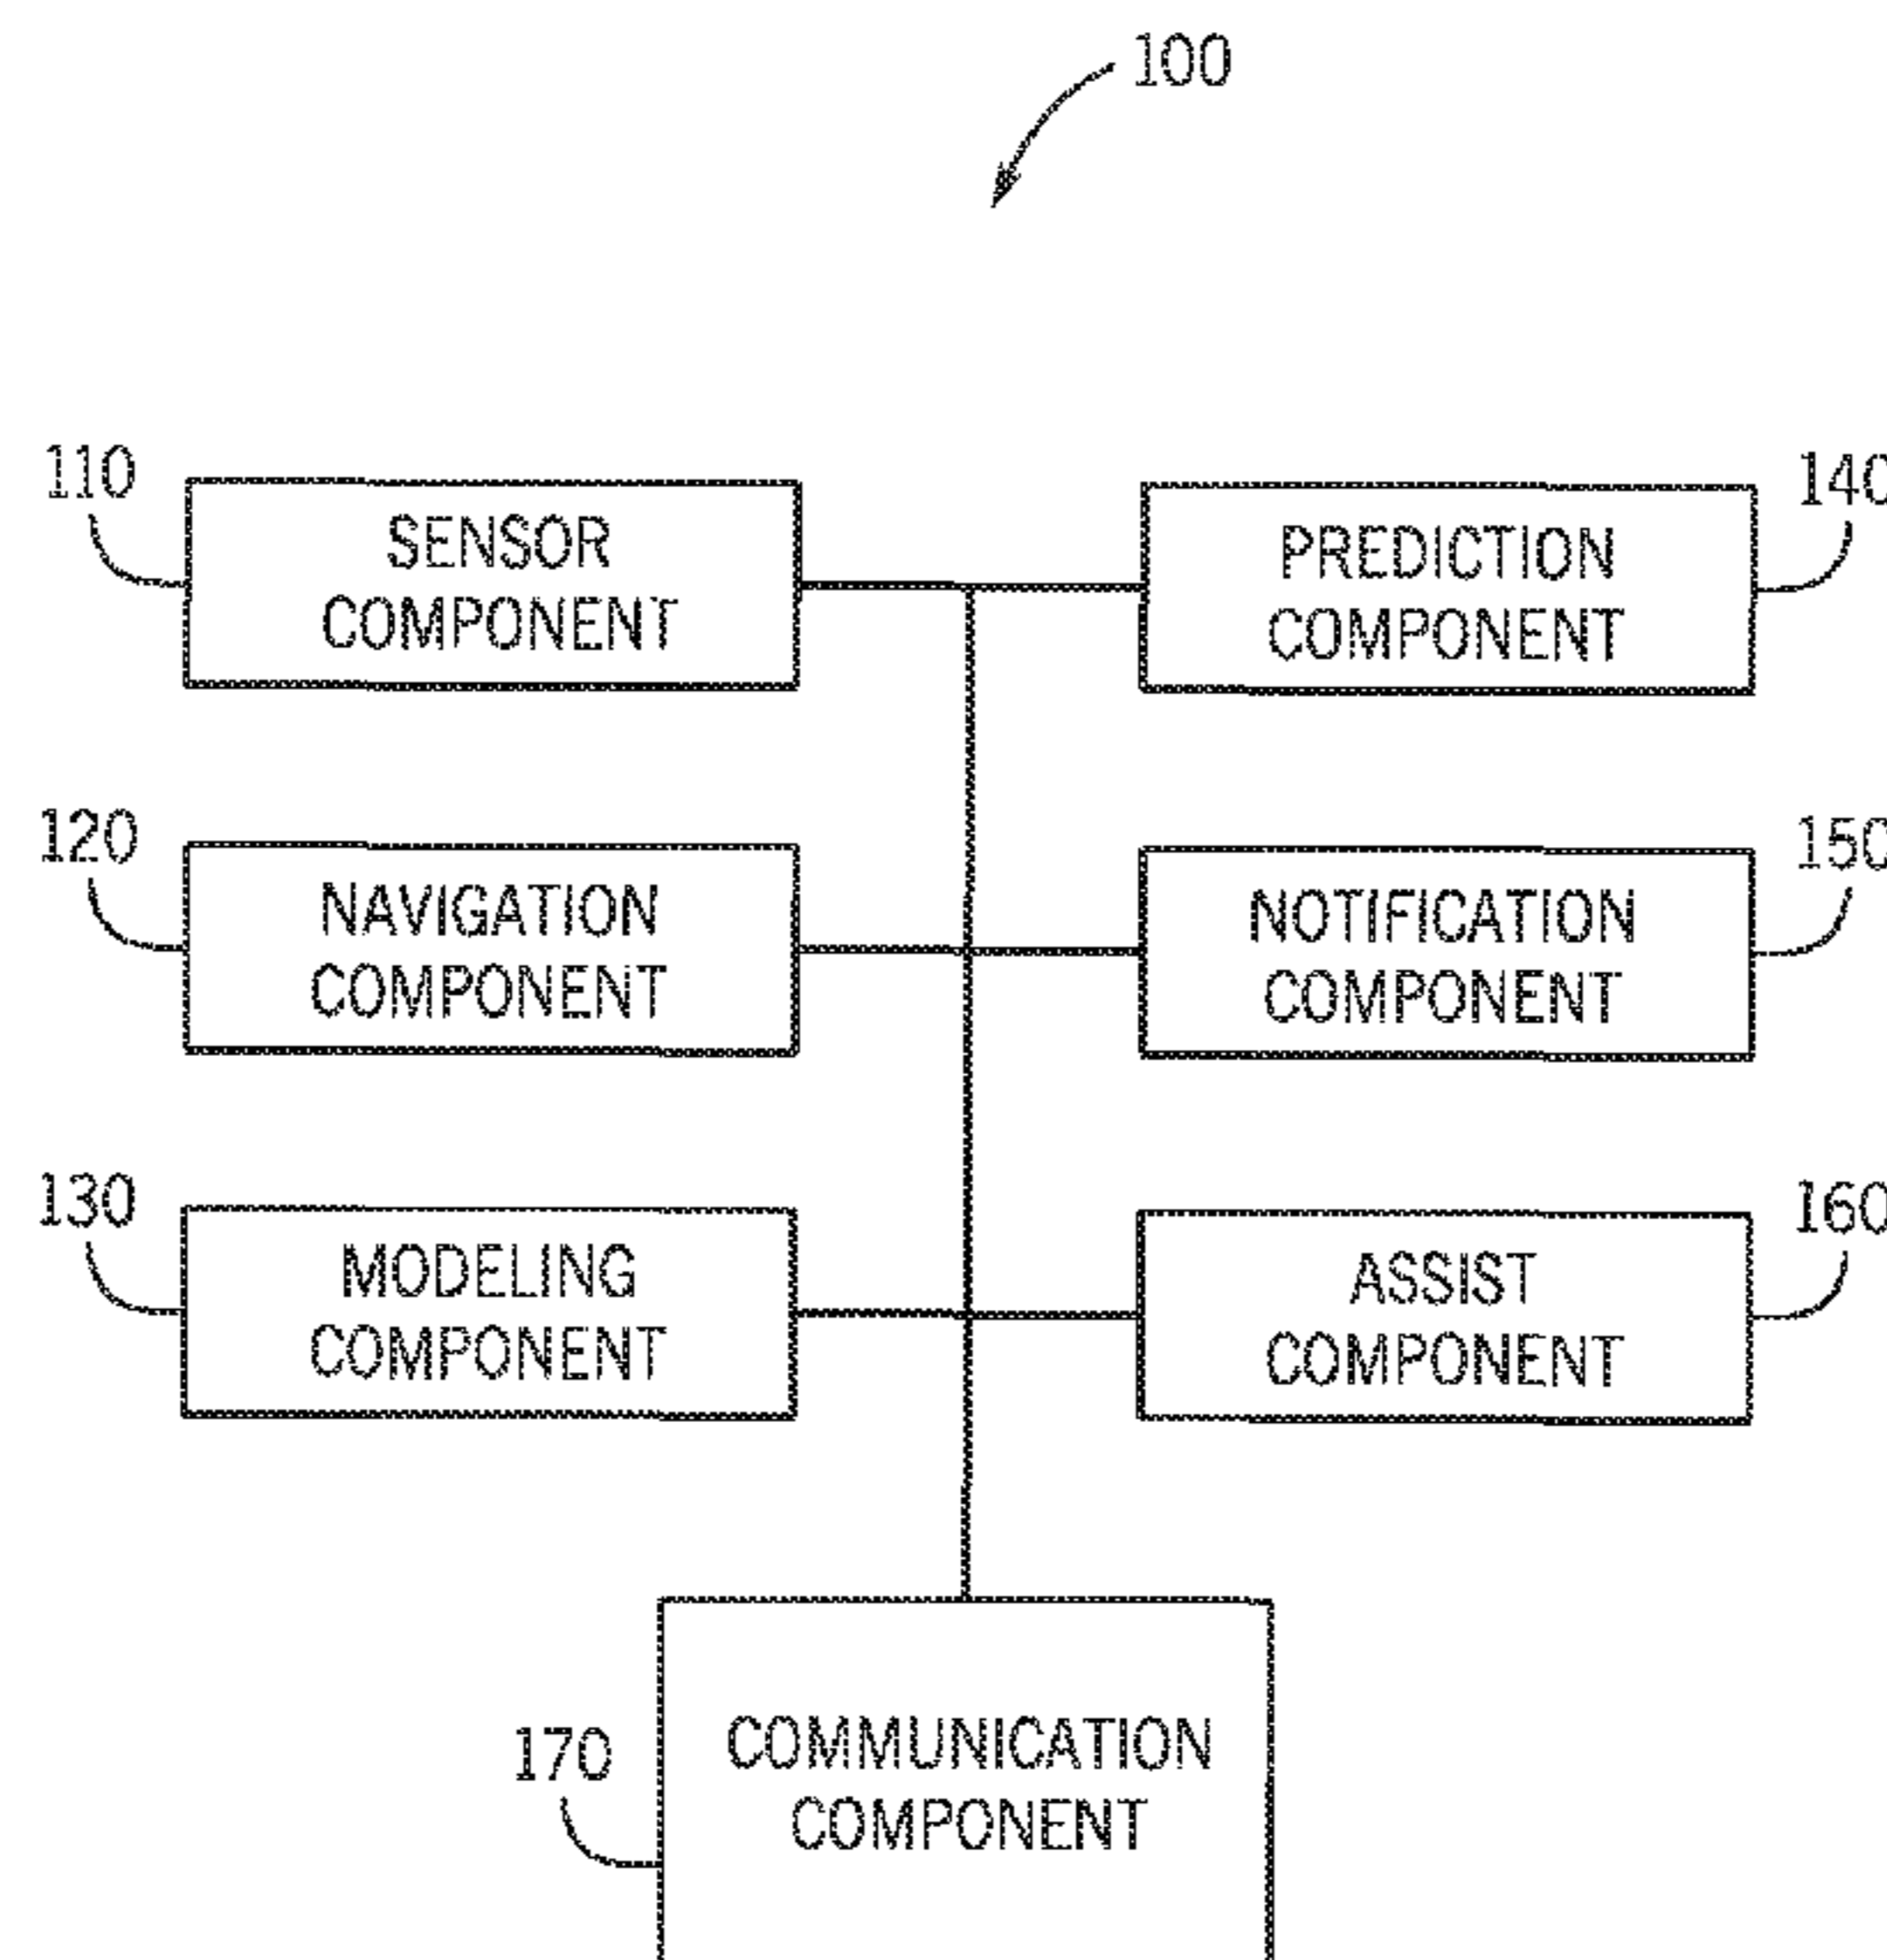 100
110
SENSOR
COMPONENT
140
PREDICTION
COMPONENT
120
NAVIGATION
COMPONENT
150
NOTIFICATION
COMPONENT
130
MODELING
COMPONENT
160
ASSIST
COMPONENT
170
COMMUNICATION
COMPONENT